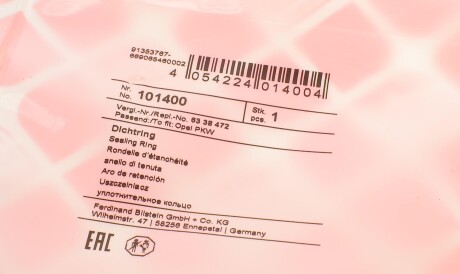 91353787-
669065460002
4 054224 014004
Nr.
No. 101400
Stk.
pcs. 1
Vergl.-Nr./Repl.-No. 63 38 472
Passend:/To fit: Opel PKW
Dichtring
Sealing Ring
Rondelle d'étanchéité
anello di tenuta
Aro de retención
Uszczelniacz
уплотнительное кольцо
Ferdinand Bilstein GmbH + Co. KG
Wilhelmstr. 47 | 58256 Ennepetal | Germany
EAC